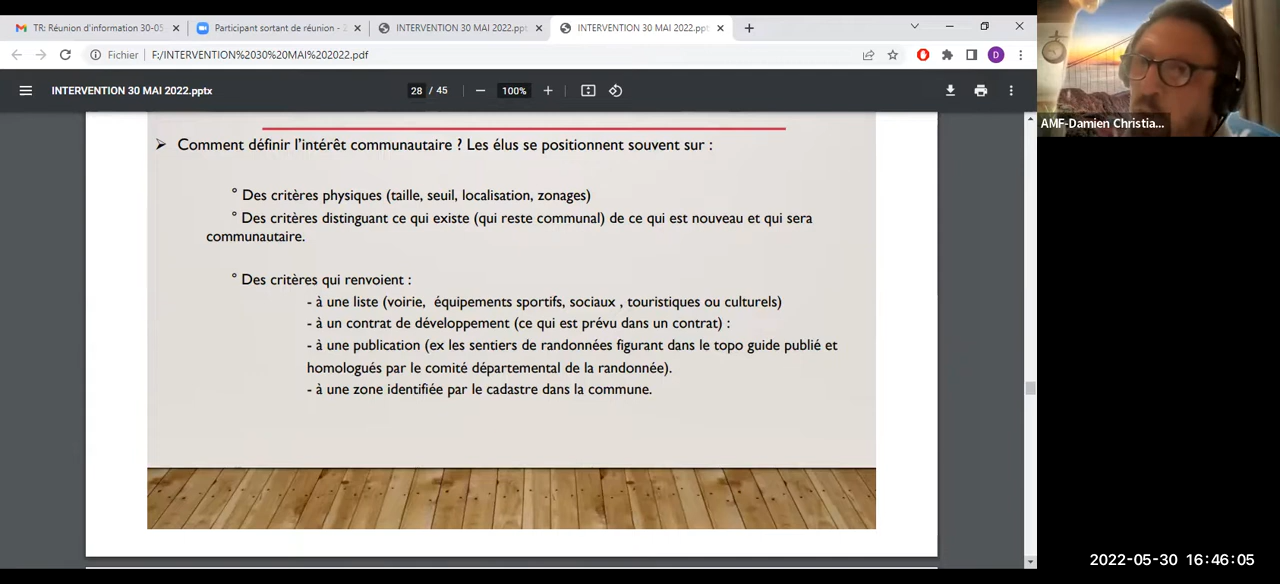 TR: Réunion d'information 30-05
Participant sortant de réunion - Z
INTERVENTION 30 MAI 2022.ppt
INTERVENTION 30 MAI 2022.ppt
Fichier
F:/INTERVENTION%2030%20MAI%202022.pdf
D
INTERVENTION 30 MAI 2022.pptx
28 / 45
100%
AMF-Damien Christia...
➤ Comment définir l'intérêt communautaire ? Les élus se positionnent souvent sur :
° Des critères physiques (taille, seuil, localisation, zonages)
° Des critères distinguant ce qui existe (qui reste communal) de ce qui est nouveau et qui sera
communautaire.
° Des critères qui renvoient :
- à une liste (voirie, équipements sportifs, sociaux , touristiques ou culturels)
- à un contrat de développement (ce qui est prévu dans un contrat) :
- à une publication (ex les sentiers de randonnées figurant dans le topo guide publié et
homologués par le comité départemental de la randonnée).
- à une zone identifiée par le cadastre dans la commune.
2022-05-30 16:46:05